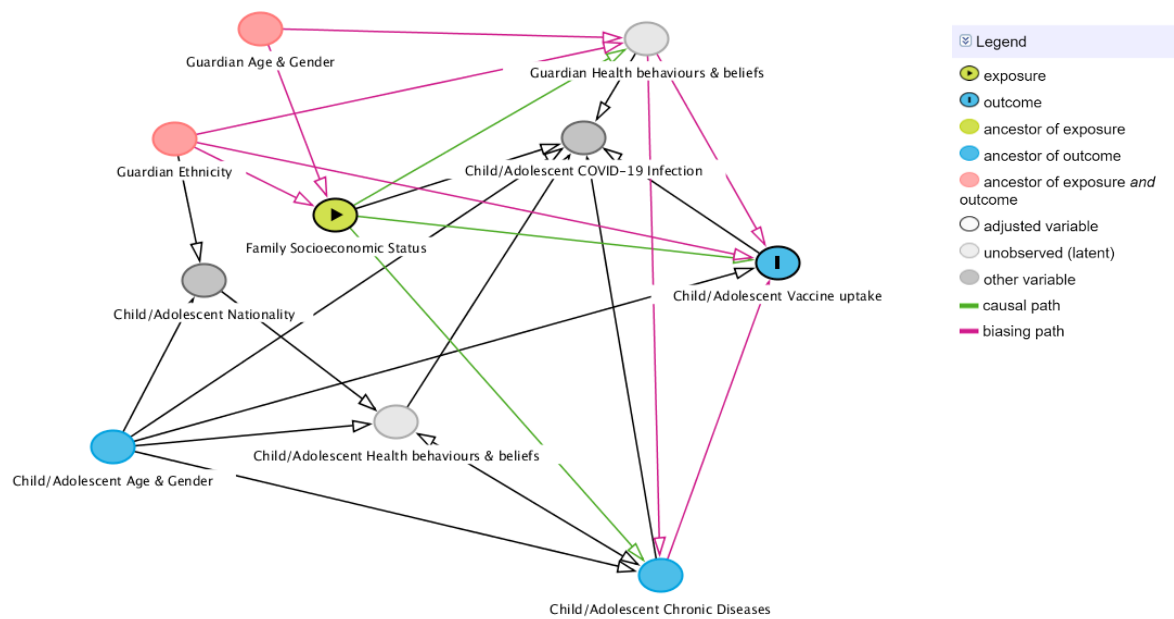 Guardian Age & Gender
Guardian Health behaviours & beliefs
Guardian Ethnicity
Child/Adolescent COVID-19 Infection
Family Socioeconomic Status
Child/Adolescent Vaccine uptake
Child/Adolescent Nationality
Child/Adolescent Health behaviours & beliefs
Child/Adolescent Age & Gender
Child/Adolescent Chronic Diseases
Legend
exposure
outcome
ancestor of exposure
ancestor of outcome
ancestor of exposure and
outcome
adjusted variable
unobserved (latent)
other variable
causal path
biasing path